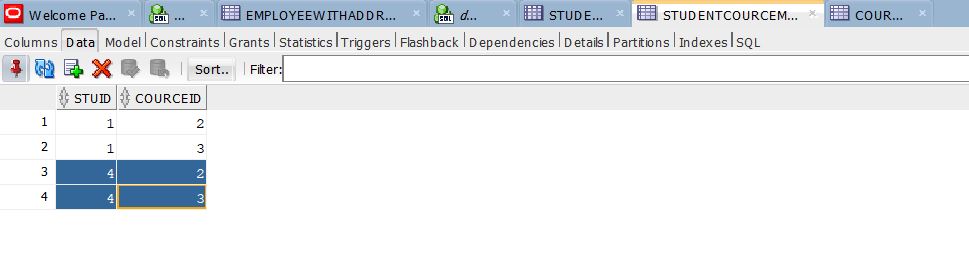 Welcome Pa... ... EMPLOYEEWITHADDR... d... STUDE... STUDENTCOURCEM... COUR...
Columns Data Model Constraints Grants Statistics Triggers Flashback Dependencies Details Partitions Indexes SQL
Sort.. Filter:
STUID COURCEID
1 1 2
2 1 3
3 4 2
4 4 3